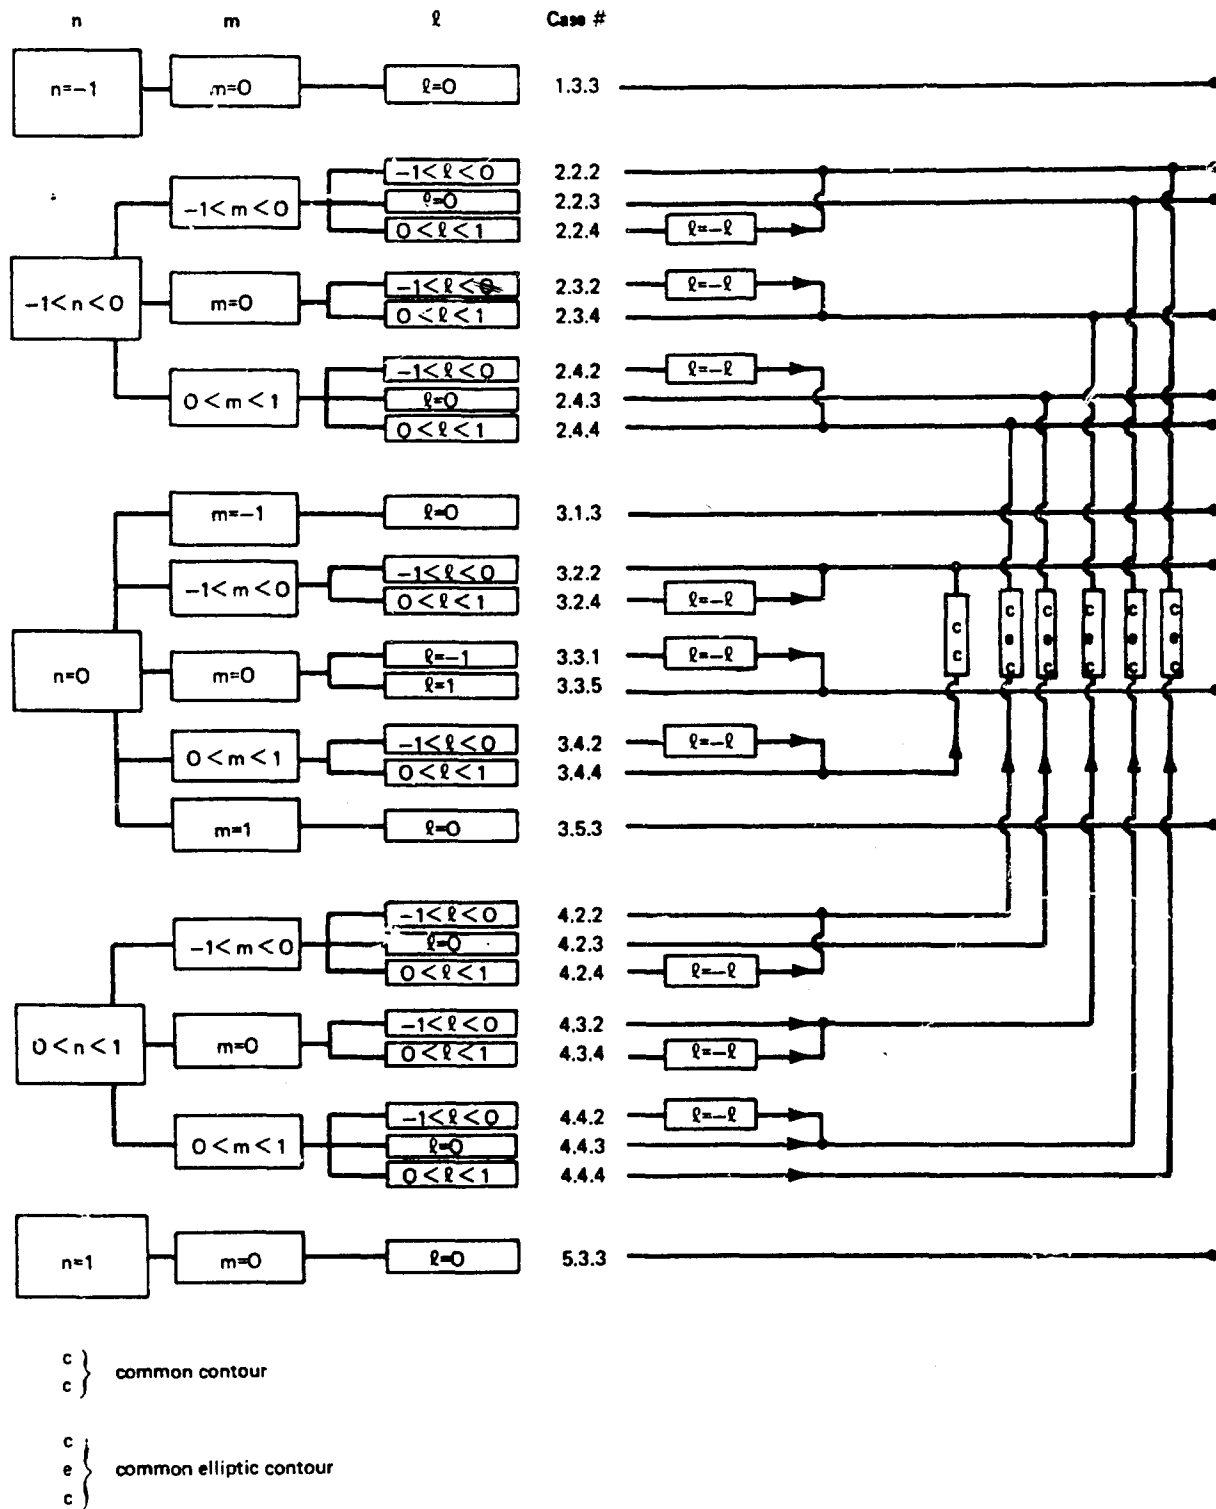 n m ℓ Case #
n=−1 m=0 ℓ=0 1.3.3
−1<ℓ<0 2.2.2
−1<m<0 ℓ=0 2.2.3
0<ℓ<1 2.2.4 ℓ=−ℓ
−1<ℓ<0 2.3.2 ℓ=−ℓ
−1<n<0 m=0
0<ℓ<1 2.3.4
−1<ℓ<0 2.4.2 ℓ=−ℓ
0<m<1 ℓ=0 2.4.3
0<ℓ<1 2.4.4
m=−1 ℓ=0 3.1.3
−1<ℓ<0 3.2.2
−1<m<0
0<ℓ<1 3.2.4 ℓ=−ℓ
c c
c e c
c e c
c e c
c e c
c e c
ℓ=−1 3.3.1 ℓ=−ℓ
n=0 m=0
ℓ=1 3.3.5
−1<ℓ<0 3.4.2 ℓ=−ℓ
0<m<1
0<ℓ<1 3.4.4
m=1 ℓ=0 3.5.3
−1<ℓ<0 4.2.2
−1<m<0 ℓ=0 4.2.3
0<ℓ<1 4.2.4 ℓ=−ℓ
−1<ℓ<0 4.3.2
0<n<1 m=0
0<ℓ<1 4.3.4 ℓ=−ℓ
−1<ℓ<0 4.4.2 ℓ=−ℓ
0<m<1 ℓ=0 4.4.3
0<ℓ<1 4.4.4
n=1 m=0 ℓ=0 5.3.3
c
c } common contour
c
e } common elliptic contour
c